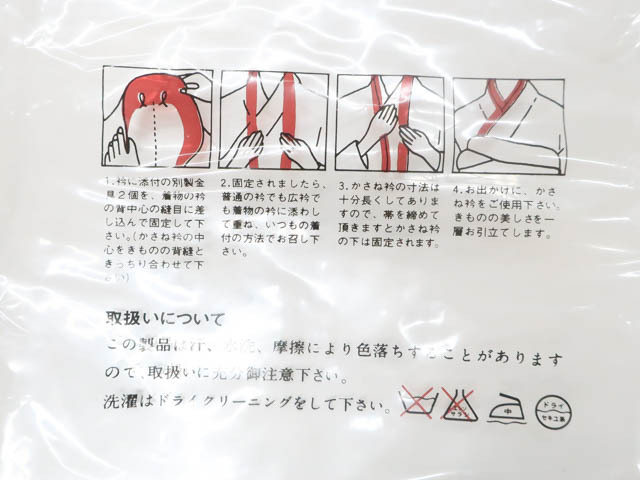 1.衿に添付の別製金
具2個を、着物の衿
の背中心の縫目に差
し込んで固定して下
さい。(かさね衿の中
心をきものの背縫と
きっちり合わせて下
さい)
2.固定されましたら、
普通の衿でも広衿で
も着物の衿に添わし
て重ね、いつもの着
付の方法でお召し下
さい。
3.かさね衿の寸法は
十分長くしてあり
ますので、帯を締めて
頂きますとかさね衿
の下は固定されます。
4.お出かけに、かさ
ね衿をご使用下さい。
きものの美しさを一
層お引立てします。
取扱いについて
この製品は汗、水洗、摩擦により色落ちすることがあります
ので、取扱いに充分御注意下さい。
洗濯はドライクリーニングをして下さい。
エンソ
サラシ
中
ドライ
セキユ系